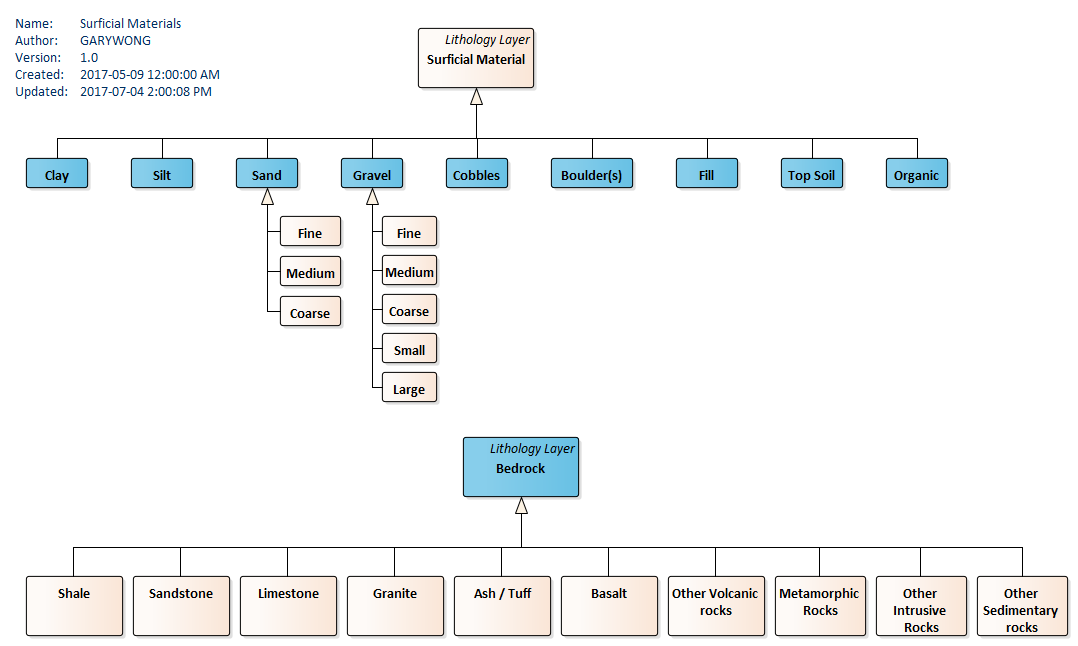 Name: Surficial Materials
Author: GARYWONG
Version: 1.0
Created: 2017-05-09 12:00:00 AM
Updated: 2017-07-04 2:00:08 PM
Lithology Layer
Surficial Material
Clay
Silt
Sand
Gravel
Cobbles
Boulder(s)
Fill
Top Soil
Organic
Fine
Medium
Coarse
Fine
Medium
Coarse
Small
Large
Lithology Layer
Bedrock
Shale
Sandstone
Limestone
Granite
Ash / Tuff
Basalt
Other Volcanic
rocks
Metamorphic
Rocks
Other
Intrusive
Rocks
Other
Sedimentary
rocks